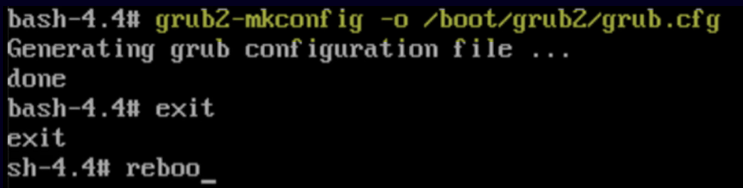 bash-4.4# grub2-mkconfig -o /boot/grub2/grub.cfg
Generating grub configuration file ...
done
bash-4.4# exit
exit
sh-4.4# reboo_